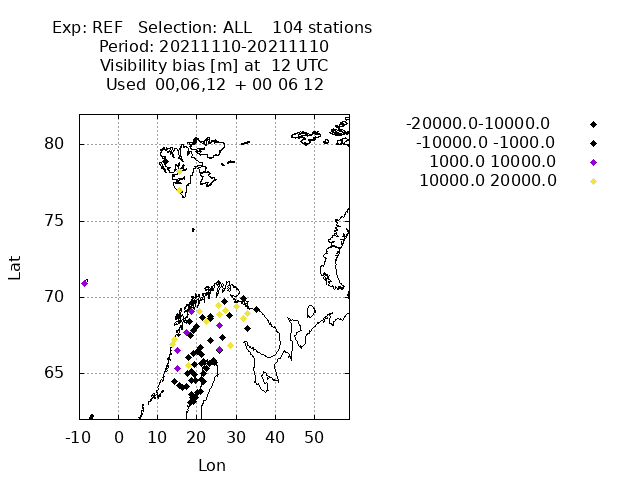 Exp: REF   Selection: ALL    104 stations
Period: 20211110-20211110
Visibility bias [m] at  12 UTC
Used  00,06,12  + 00 06 12
-20000.0-10000.0
-10000.0 -1000.0
1000.0 10000.0
10000.0 20000.0
80
75
70
65
Lat
-10 0 10 20 30 40 50
Lon